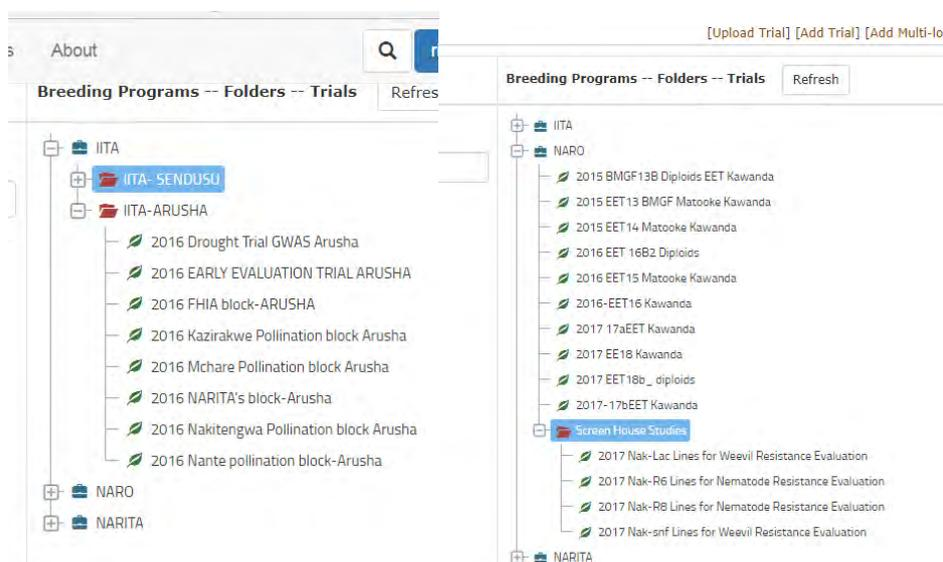 s
About
r
Breeding Programs -- Folders -- Trials
Refres
IITA
IITA- SENDUSU
IITA-ARUSHA
2016 Drought Trial GWAS Arusha
2016 EARLY EVALUATION TRIAL ARUSHA
2016 FHIA block-ARUSHA
2016 Kazirakwe Pollination block Arusha
2016 Mchare Pollination block Arusha
2016 NARITA's block-Arusha
2016 Nakitengwa Pollination block Arusha
2016 Nante pollination block-Arusha
NARO
NARITA
[Upload Trial] [Add Trial] [Add Multi-lo
Breeding Programs -- Folders -- Trials
Refresh
IITA
NARO
2015 BMGF13B Diploids EET Kawanda
2015 EET13 BMGF Matooke Kawanda
2015 EET14 Matooke Kawanda
2016 EET 16B2 Diploids
2016 EET15 Matooke Kawanda
2016-EET16 Kawanda
2017 17aEET Kawanda
2017 EE18 Kawanda
2017 EET18b_ diploids
2017-17bEET Kawanda
Screen House Studies
2017 Nak-Lac Lines for Weevil Resistance Evaluation
2017 Nak-R6 Lines for Nematode Resistance Evaluation
2017 Nak-R8 Lines for Nematode Resistance Evaluation
2017 Nak-snf Lines for Weevil Resistance Evaluation
NARITA